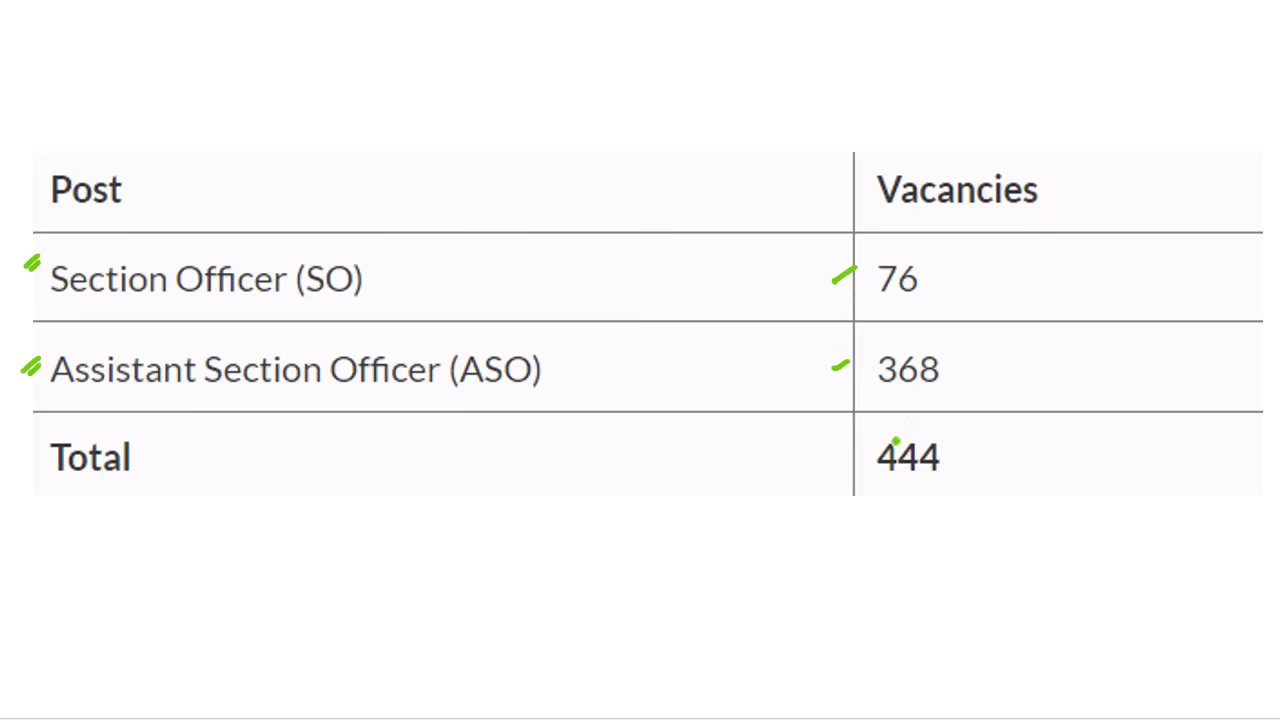 Post Vacancies
Section Officer (SO) 76
Assistant Section Officer (ASO) 368
Total 444